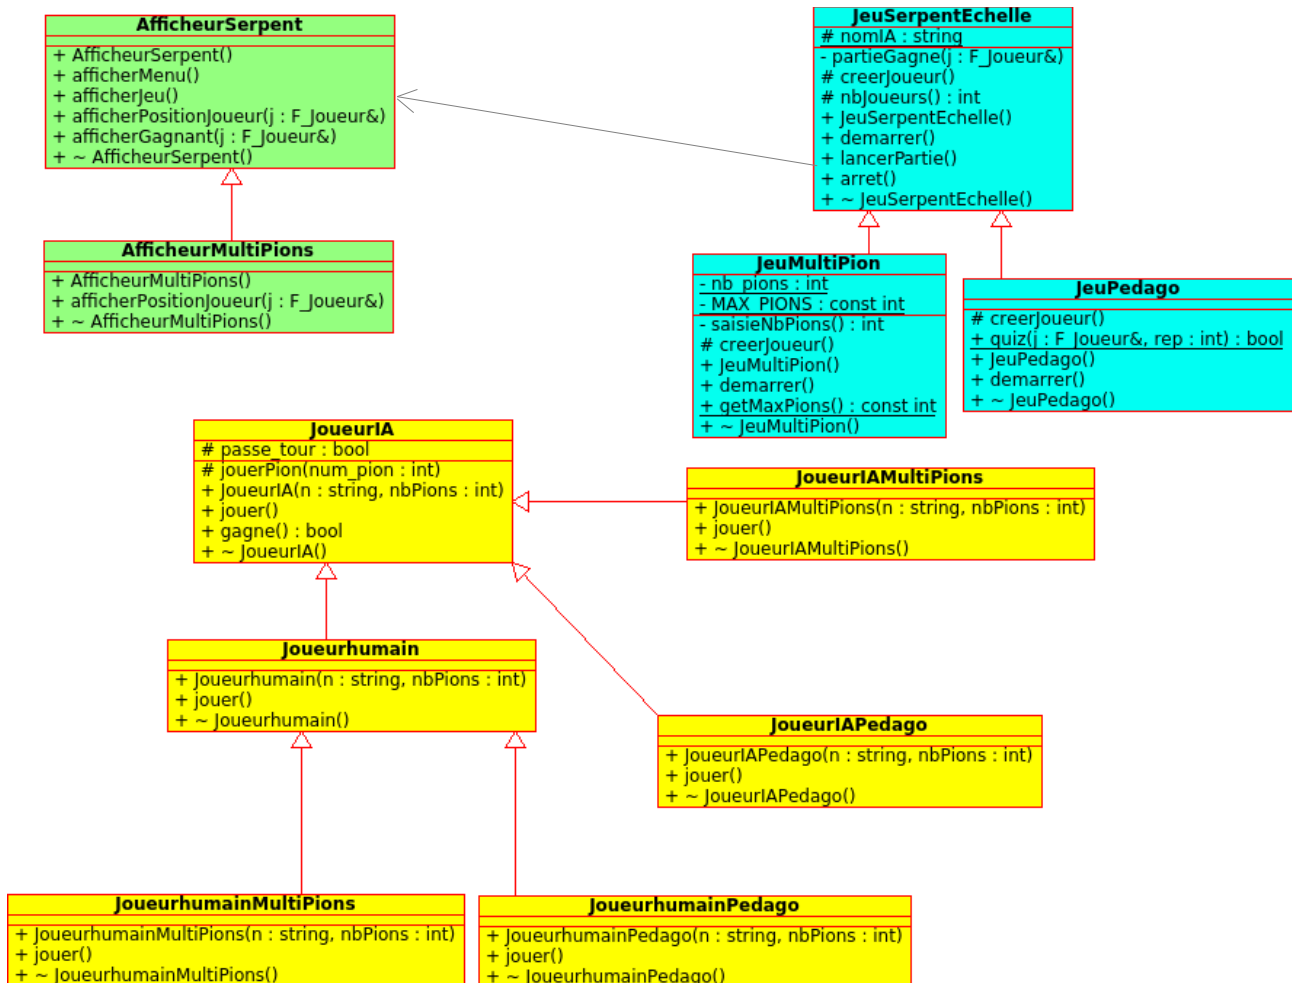 AfficheurSerpent
+ AfficheurSerpent()
+ afficherMenu()
+ afficherJeu()
+ afficherPositionJoueur(j : F_Joueur&)
+ afficherGagnant(j : F_Joueur&)
+ ~ AfficheurSerpent()
JeuSerpentEchelle
# nomIA : string
- partieGagne(j : F_Joueur&)
# creerJoueur()
# nbJoueurs() : int
+ JeuSerpentEchelle()
+ demarrer()
+ lancerPartie()
+ arret()
+ ~ JeuSerpentEchelle()
AfficheurMultiPions
+ AfficheurMultiPions()
+ afficherPositionJoueur(j : F_Joueur&)
+ ~ AfficheurMultiPions()
JeuMultiPion
- nb_pions : int
- MAX_PIONS : const int
- saisieNbPions() : int
# creerJoueur()
+ JeuMultiPion()
+ demarrer()
+ getMaxPions() : const int
+ ~ JeuMultiPion()
JeuPedago
# creerJoueur()
+ quiz(j : F_Joueur&, rep : int) : bool
+ JeuPedago()
+ demarrer()
+ ~ JeuPedago()
JoueurIA
# passe_tour : bool
# jouerPion(num_pion : int)
+ JoueurIA(n : string, nbPions : int)
+ jouer()
+ gagne() : bool
+ ~ JoueurIA()
JoueurIAMultiPions
+ JoueurIAMultiPions(n : string, nbPions : int)
+ jouer()
+ ~ JoueurIAMultiPions()
Joueurhumain
+ Joueurhumain(n : string, nbPions : int)
+ jouer()
+ ~ Joueurhumain()
JoueurIAPedago
+ JoueurIAPedago(n : string, nbPions : int)
+ jouer()
+ ~ JoueurIAPedago()
JoueurhumainMultiPions
+ JoueurhumainMultiPions(n : string, nbPions : int)
+ jouer()
+ ~ JoueurhumainMultiPions()
JoueurhumainPedago
+ JoueurhumainPedago(n : string, nbPions : int)
+ jouer()
+ ~ JoueurhumainPedago()